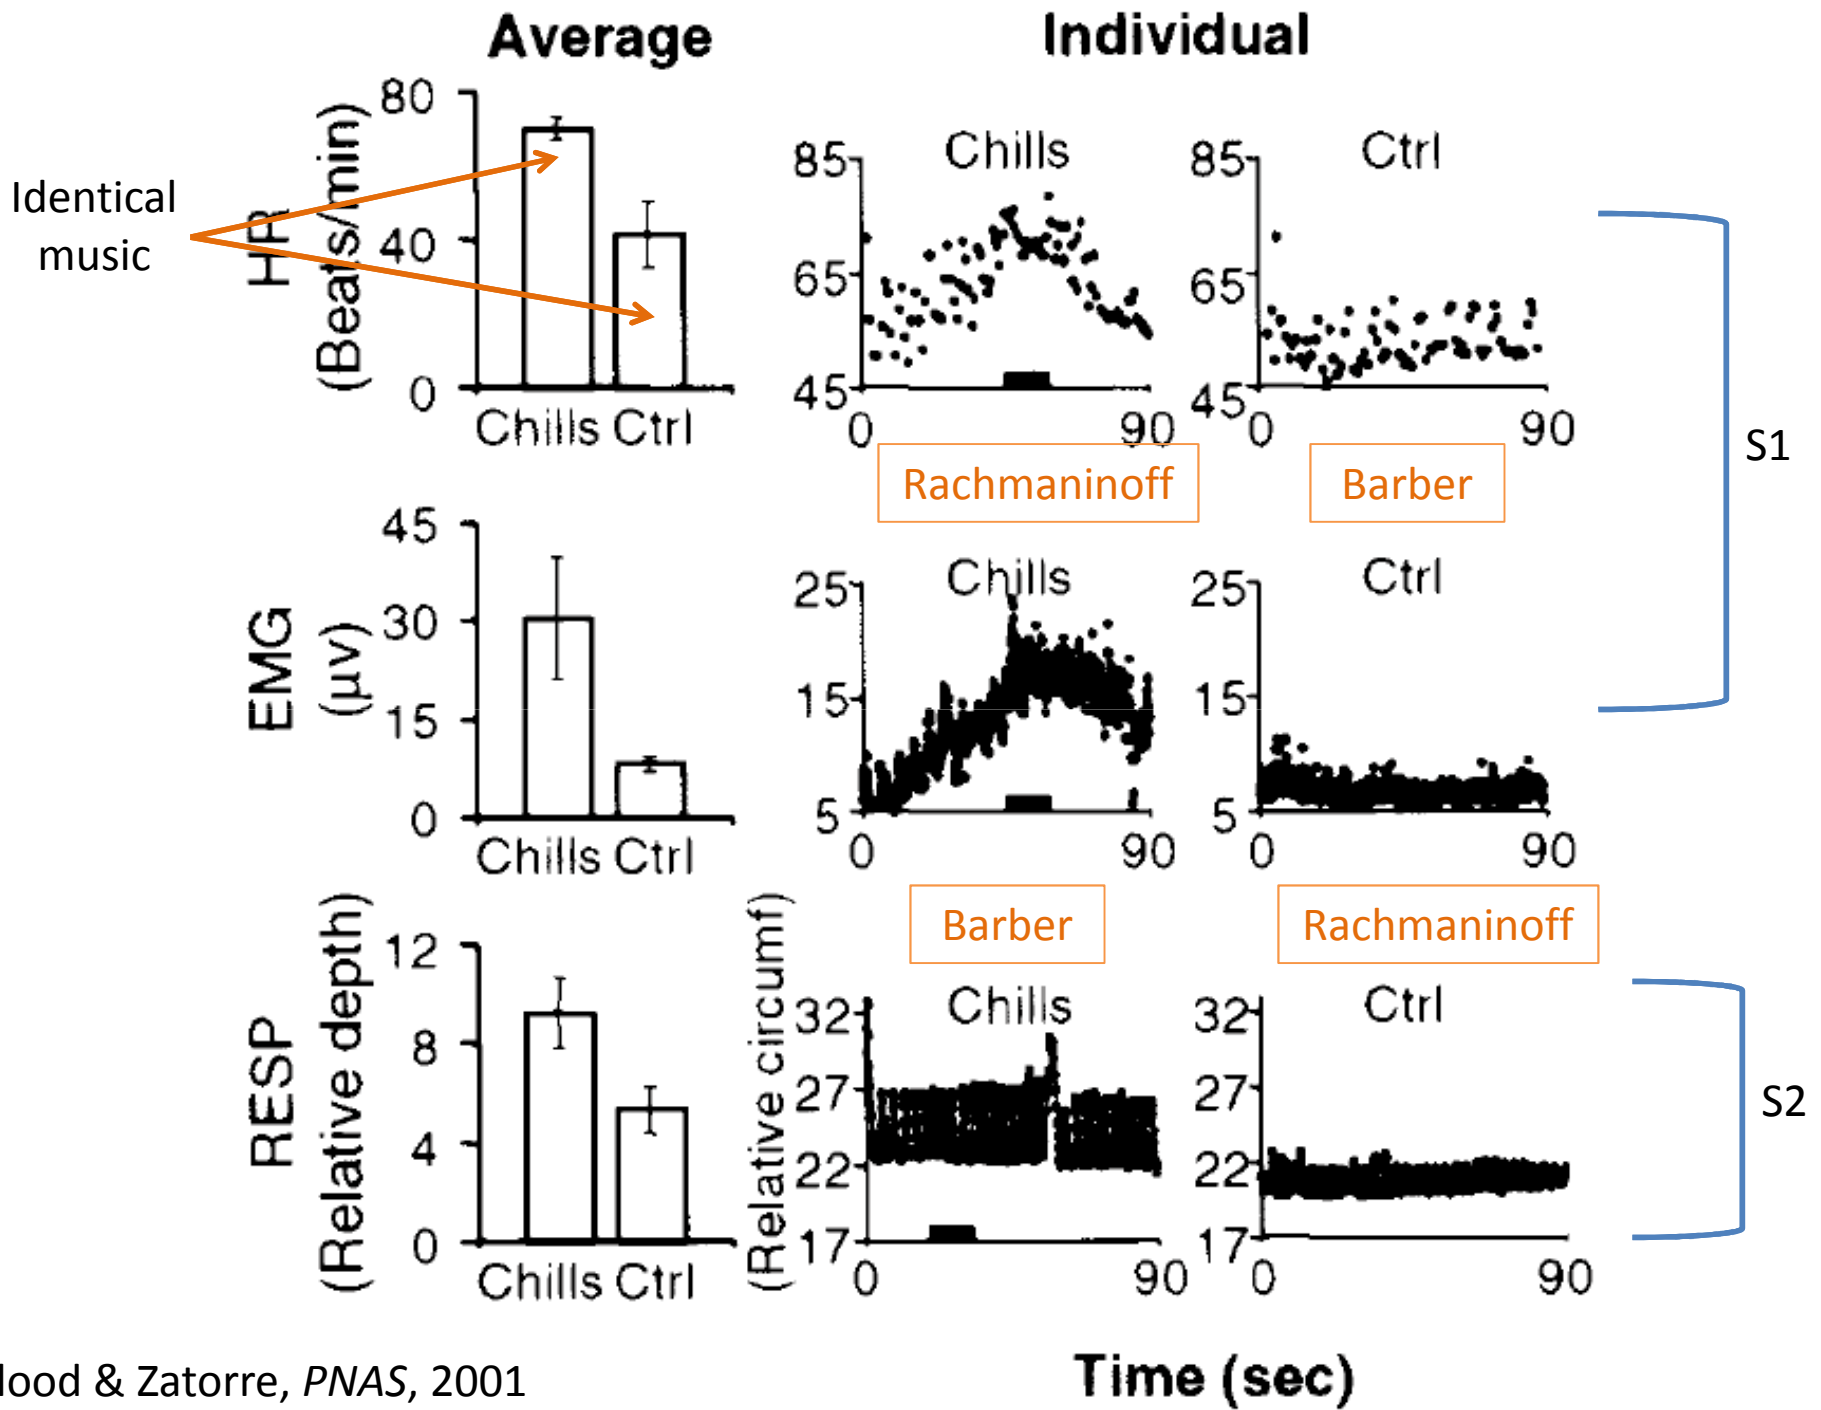 Average
Individual
Identical
music
HR
(Beats/min)
80
40
0
Chills Ctrl
Chills
85
65
45
0
90
Ctrl
85
65
45
0
90
Rachmaninoff
Barber
S1
EMG
(μv)
45
30
15
0
Chills Ctrl
Chills
25
15
5
0
90
Ctrl
25
15
5
0
90
Barber
Rachmaninoff
RESP
(Relative depth)
12
8
4
0
Chills Ctrl
(Relative circumf)
Chills
32
27
22
17
0
90
Ctrl
32
27
22
17
0
90
S2
Time (sec)
lood & Zatorre, PNAS, 2001